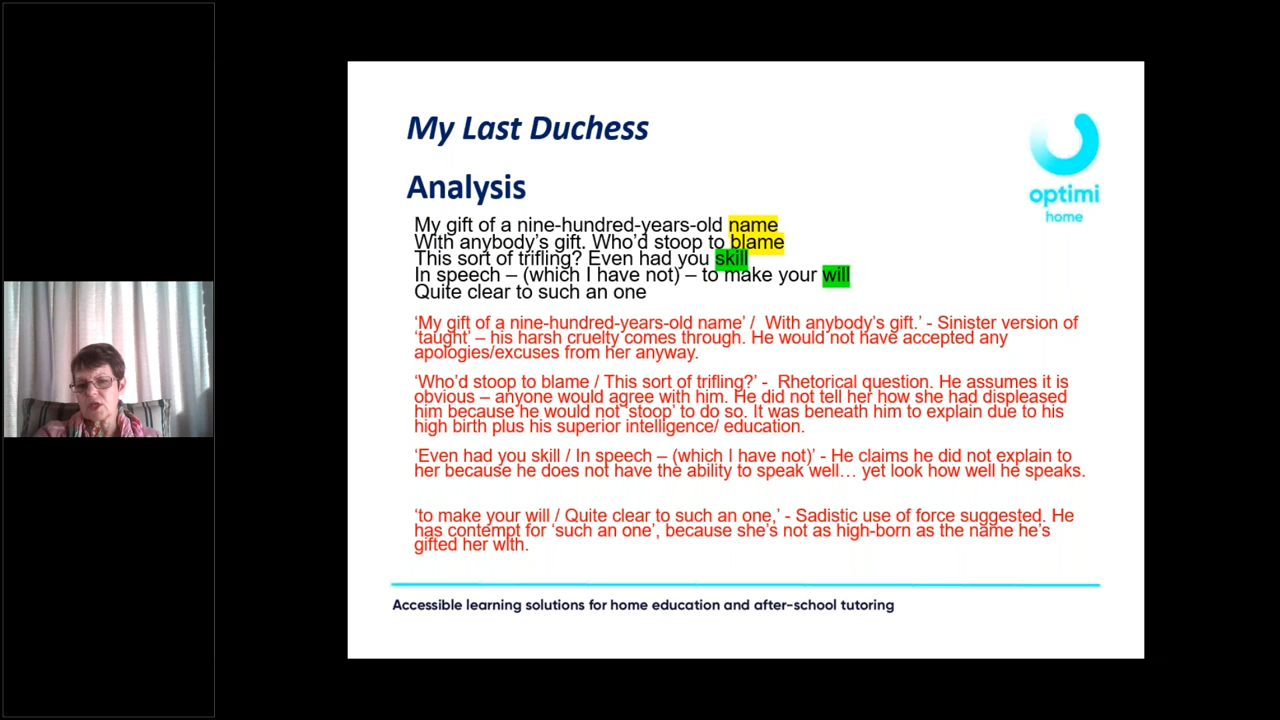 My Last Duchess
Analysis
optimi
home
My gift of a nine-hundred-years-old name
With anybody's gift. Who'd stoop to blame
This sort of trifling? Even had you skill
In speech – (which I have not) – to make your will
Quite clear to such an one
'My gift of a nine-hundred-years-old name' / With anybody's gift.' - Sinister version of
'taught' – his harsh cruelty comes through. He would not have accepted any
apologies/excuses from her anyway.
'Who'd stoop to blame / This sort of trifling?' - Rhetorical question. He assumes it is
obvious – anyone would agree with him. He did not tell her how she had displeased
him because he would not 'stoop' to do so. It was beneath him to explain due to his
high birth plus his superior intelligence/ education.
'Even had you skill / In speech – (which I have not)' - He claims he did not explain to
her because he does not have the ability to speak well… yet look how well he speaks.
'to make your will / Quite clear to such an one,' - Sadistic use of force suggested. He
has contempt for 'such an one', because she's not as high-born as the name he's
gifted her with.
Accessible learning solutions for home education and after-school tutoring